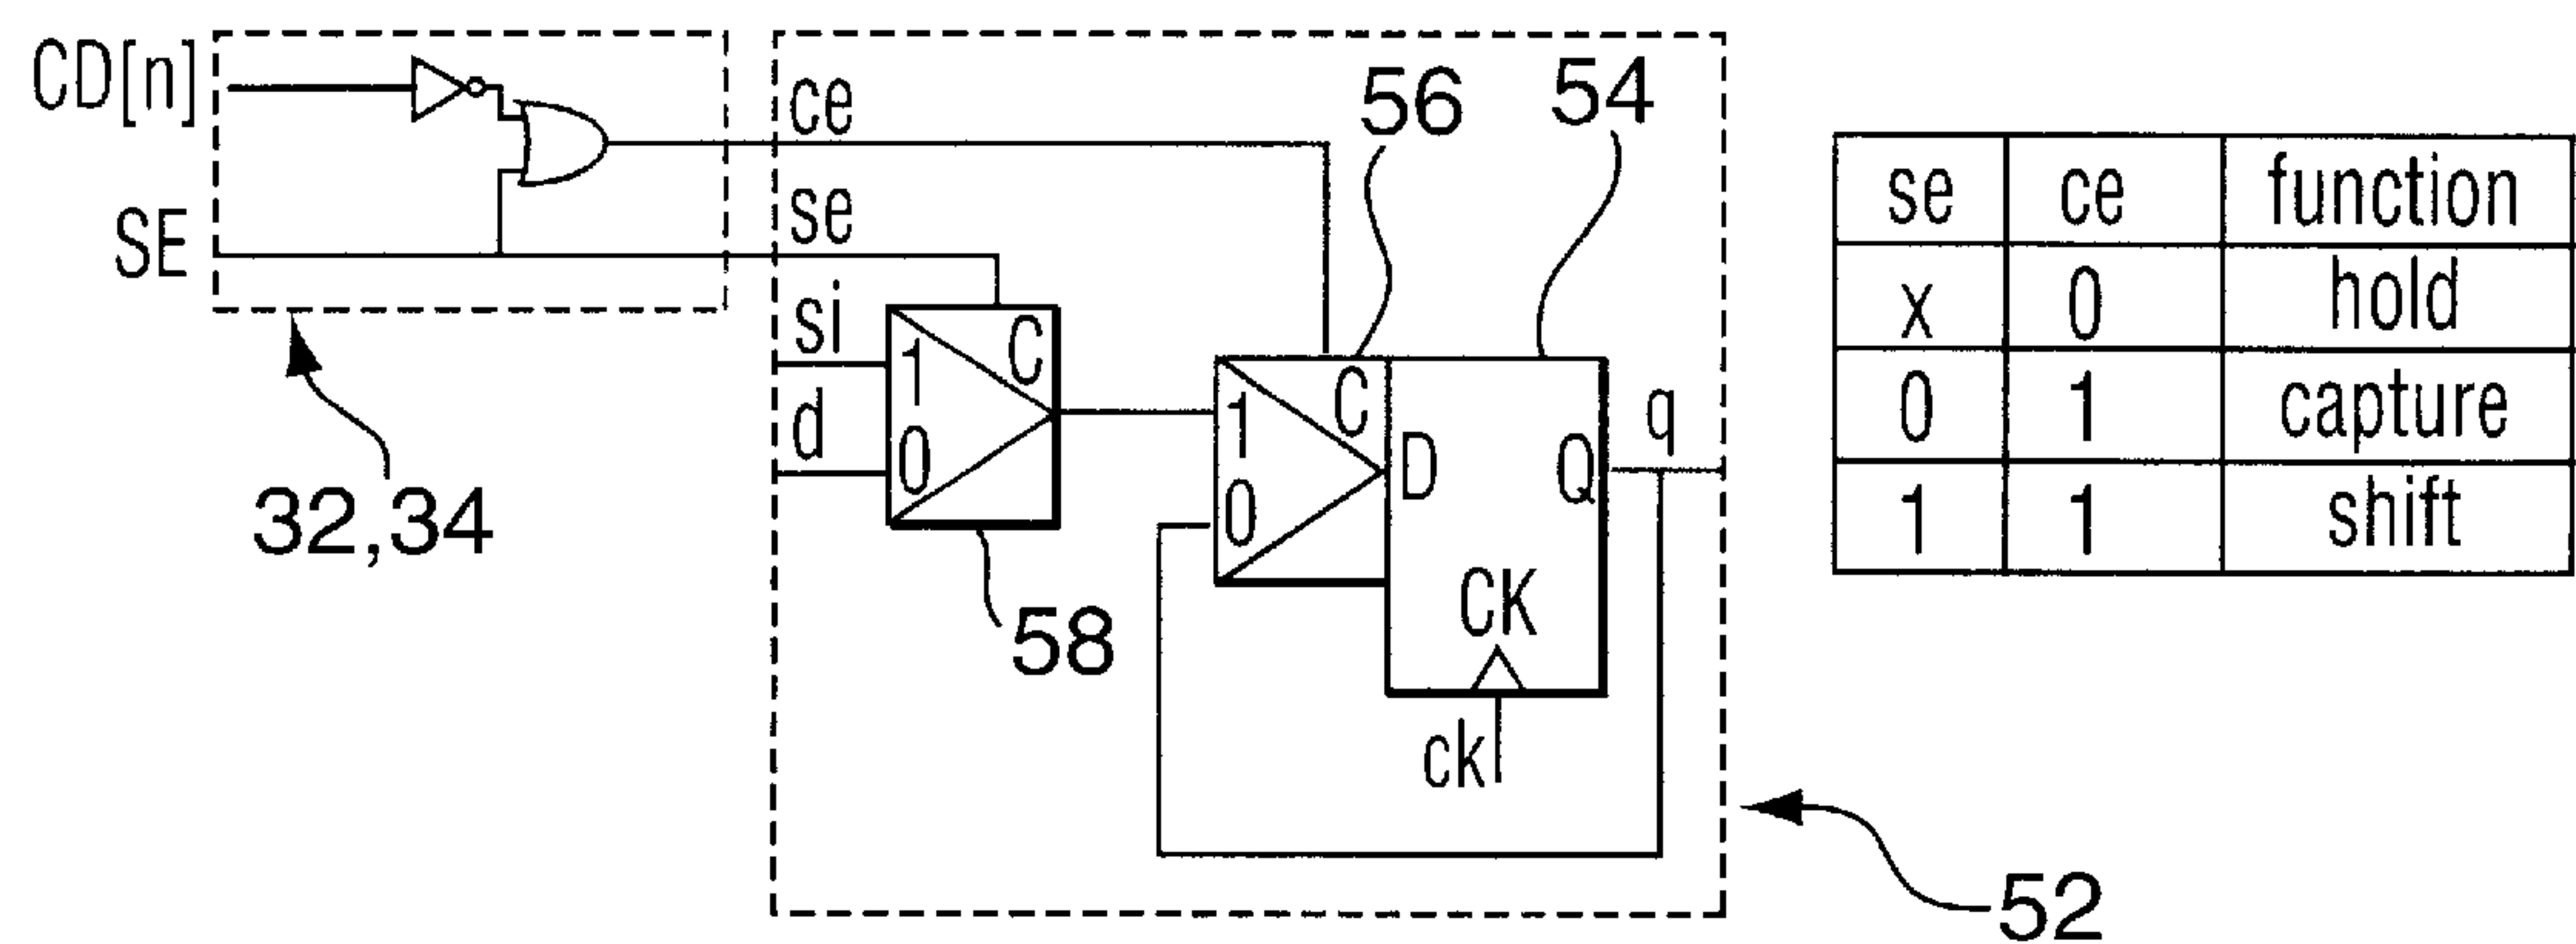 CD[n]
SE
32,34
ce
se
si
d
1
0
C
58
56
54
1
0
C
D
Q
CK
ck
q
52
se ce function
x 0 hold
0 1 capture
1 1 shift